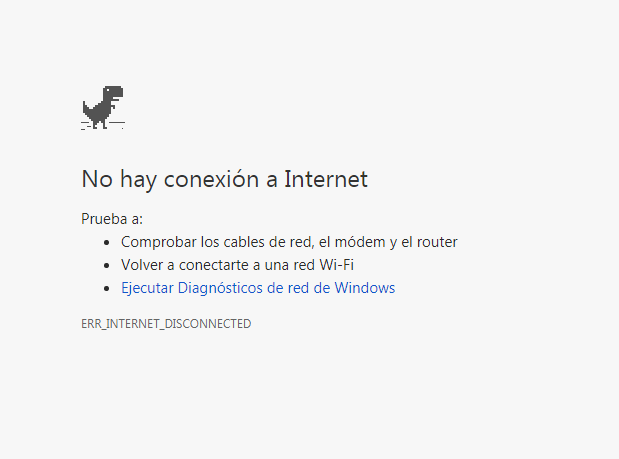 No hay conexión a Internet
Prueba a:
Comprobar los cables de red, el módem y el router
Volver a conectarte a una red Wi-Fi
Ejecutar Diagnósticos de red de Windows
ERR_INTERNET_DISCONNECTED